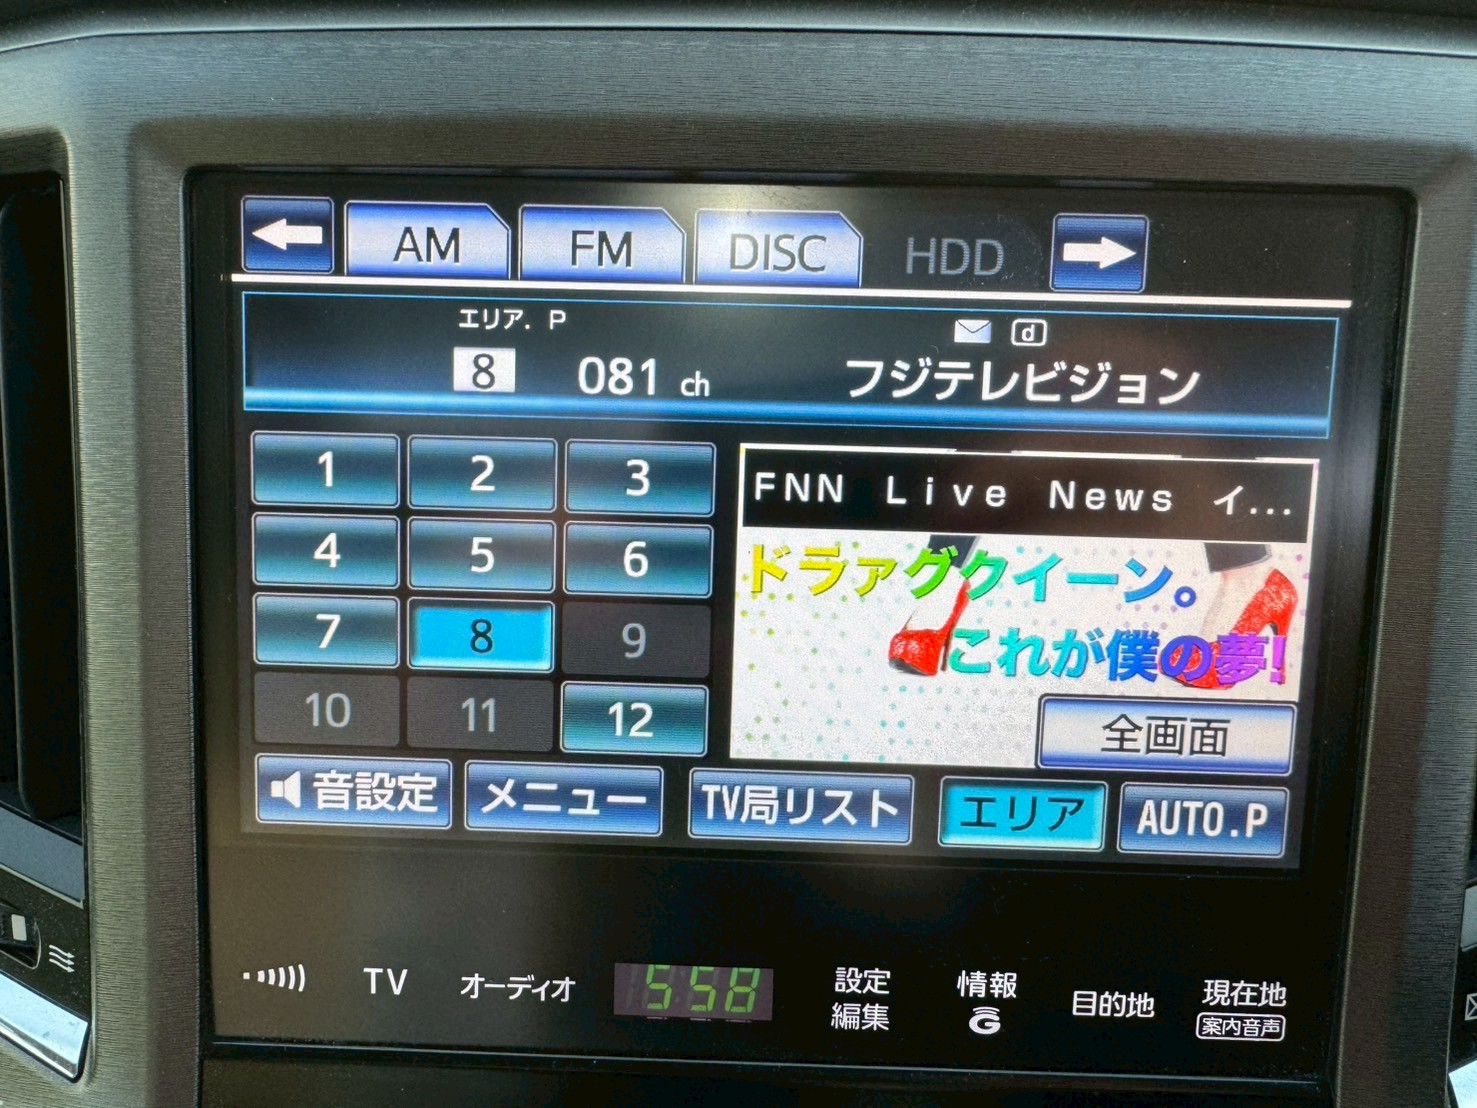 AM FM DISC HDD
エリア. P
8 081 ch フジテレビジョン
d
1 2 3
4 5 6
7 8 9
10 11 12
FNN Live News イ...
ドラァグクイーン。
これが僕の夢!
全画面
音設定 メニュー TV局リスト エリア AUTO.P
TV オーディオ 5 58 設定 編集 情報 G 目的地 現在地 案内音声